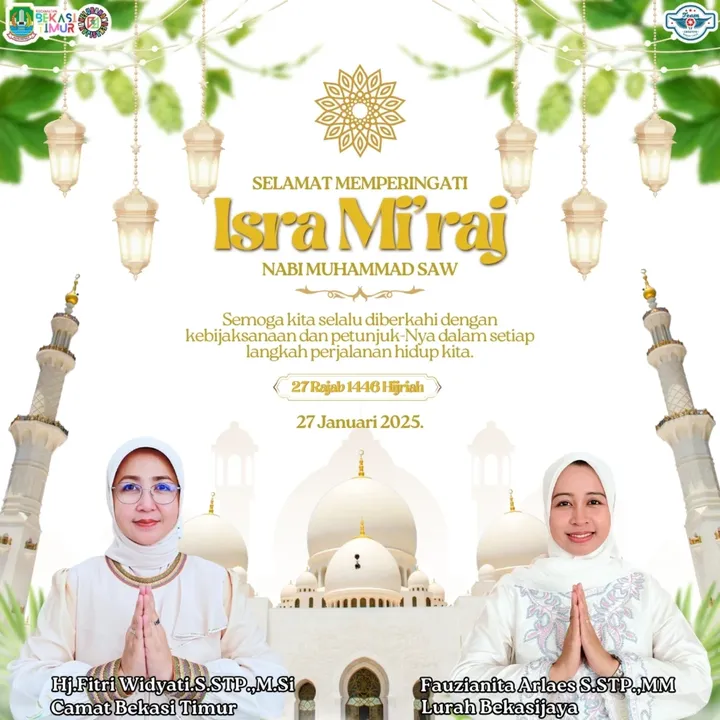 BEKASI
TIMUR
Team
SELAMAT MEMPERINGATI
Isra Mi'raj
NABI MUHAMMAD SAW
Semoga kita selalu diberkahi dengan
kebijaksanaan dan petunjuk-Nya dalam setiap
langkah perjalanan hidup kita.
27 Rajab 1446 Hijriah
27 Januari 2025.
Hj.Fitri Widyati.S.STP.,M.Si
Camat Bekasi Timur
Fauzianita Arlaes S.STP.,MM
Lurah Bekasijaya